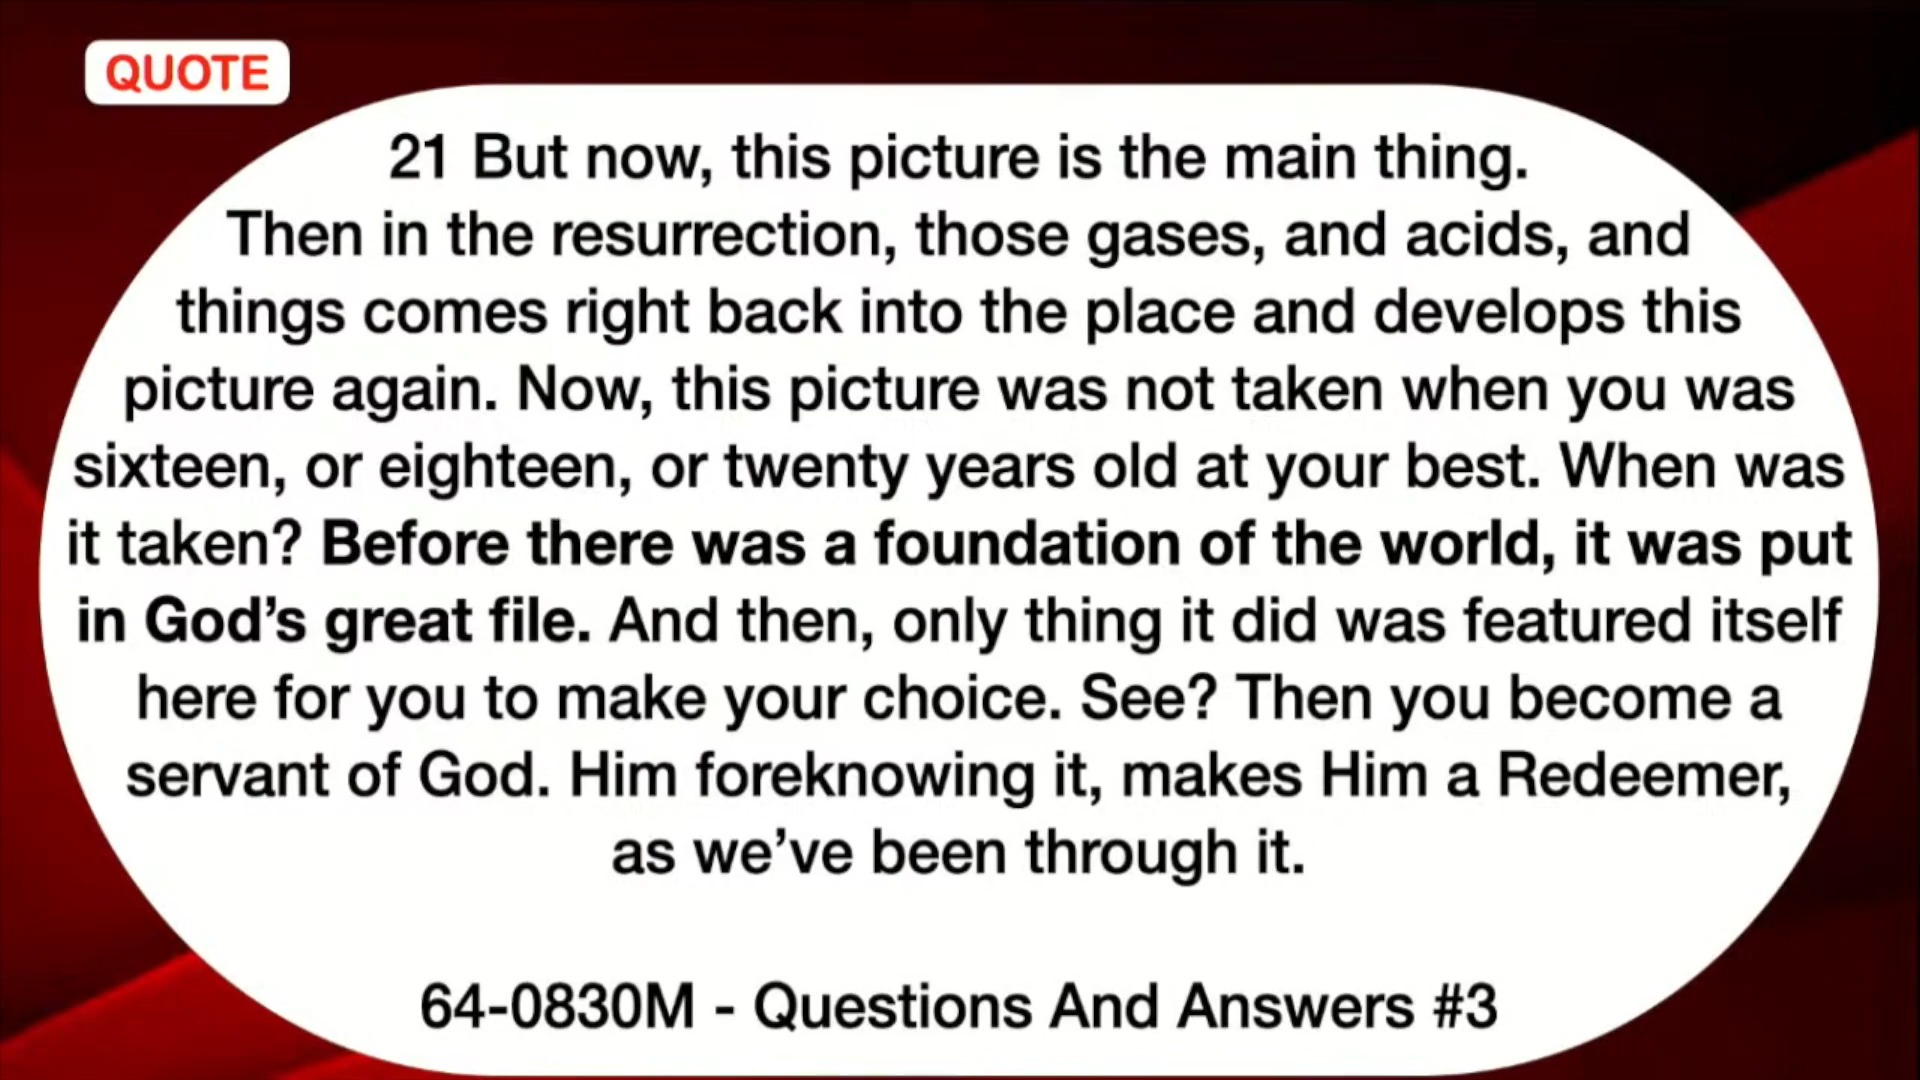 QUOTE
21 But now, this picture is the main thing.
Then in the resurrection, those gases, and acids, and
things comes right back into the place and develops this
picture again. Now, this picture was not taken when you was
sixteen, or eighteen, or twenty years old at your best. When was
it taken? Before there was a foundation of the world, it was put
in God’s great file. And then, only thing it did was featured itself
here for you to make your choice. See? Then you become a
servant of God. Him foreknowing it, makes Him a Redeemer,
as we’ve been through it.
64-0830M - Questions And Answers #3